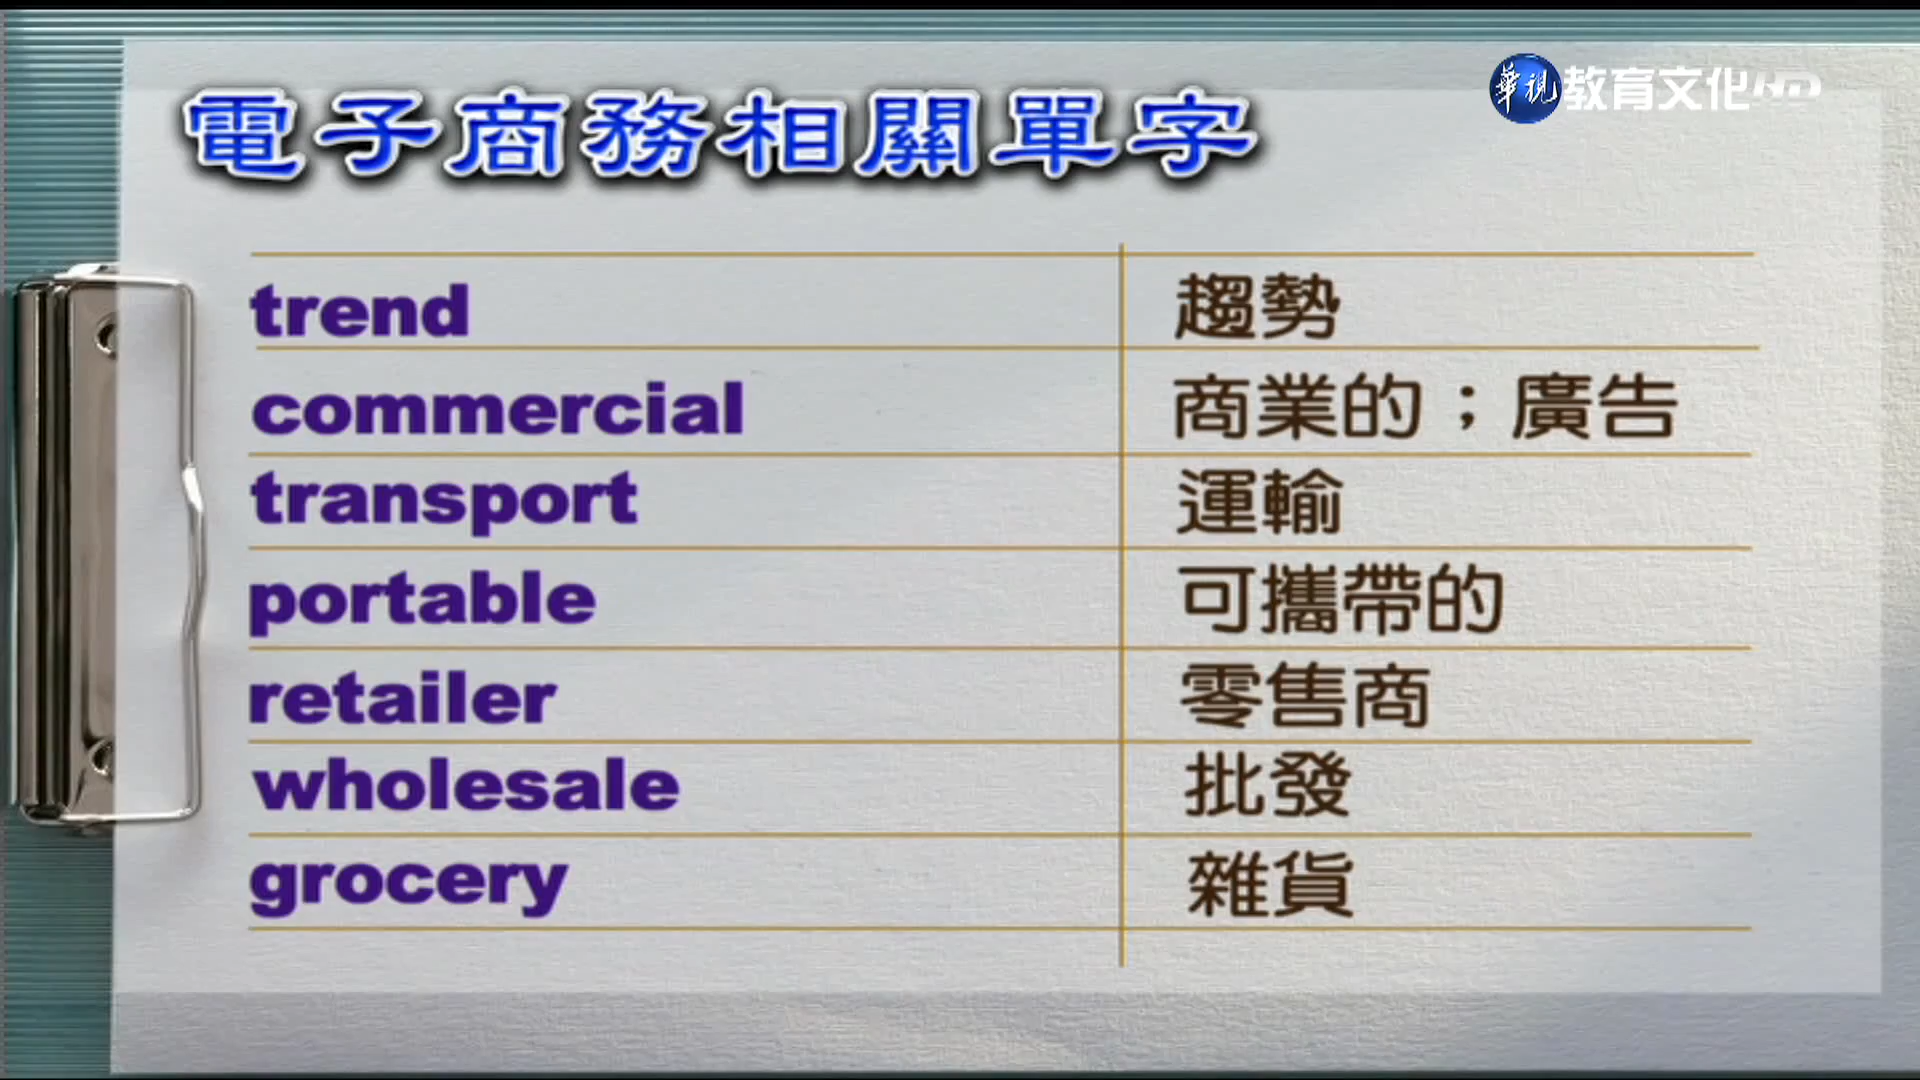 華視 教育文化HD
電子商務相關單字
trend 趨勢
commercial 商業的；廣告
transport 運輸
portable 可攜帶的
retailer 零售商
wholesale 批發
grocery 雜貨